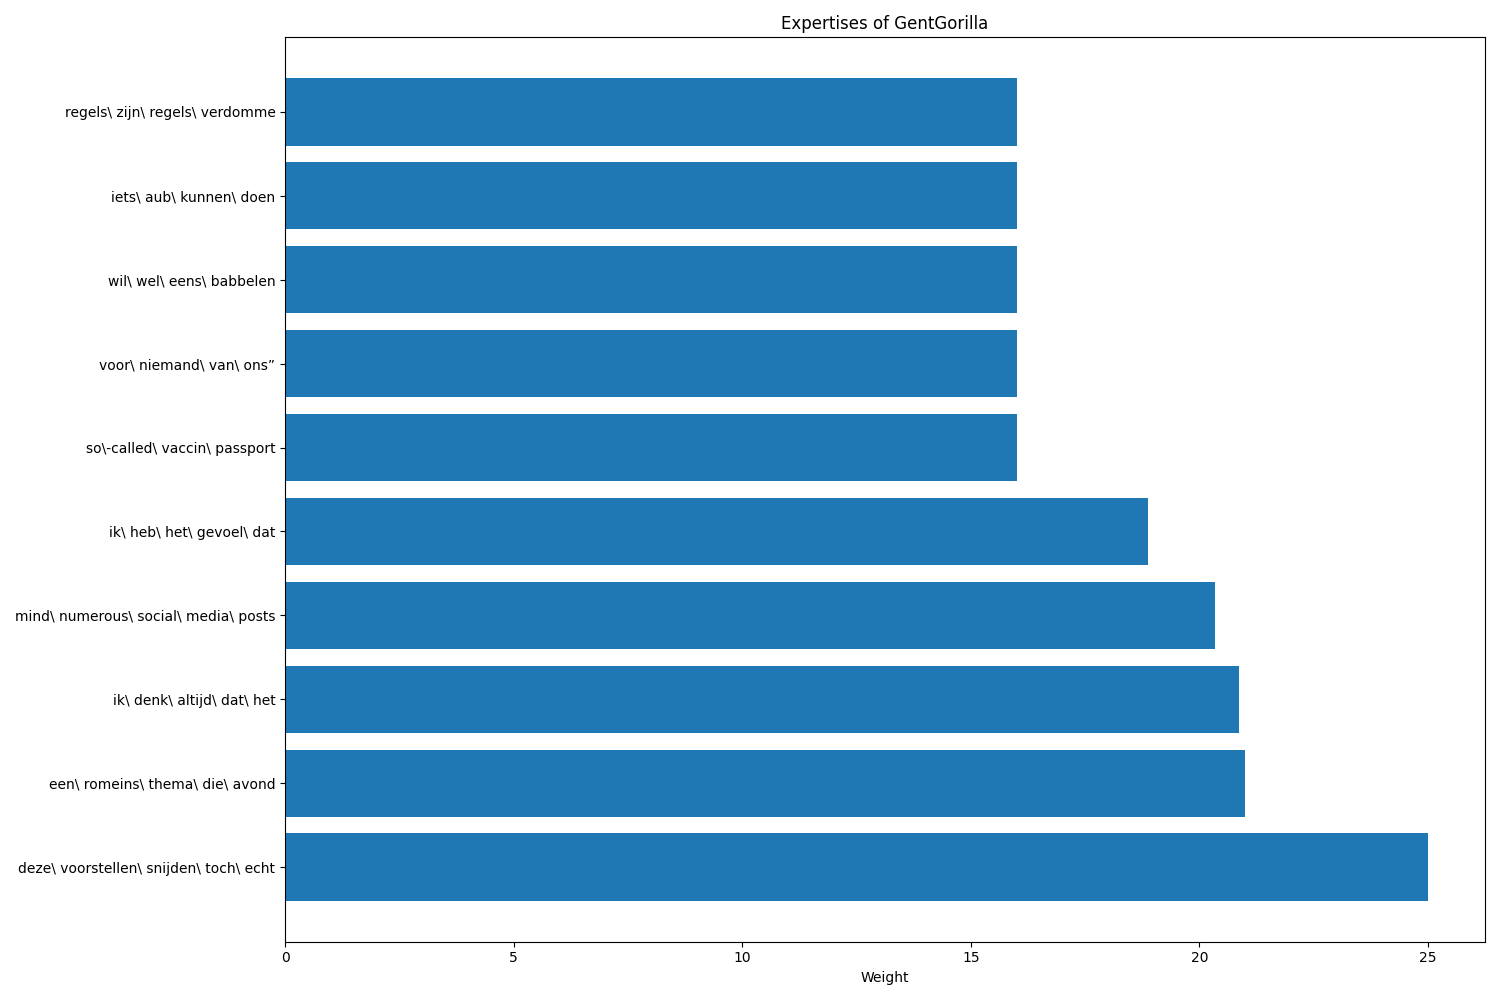 Expertises of GentGorilla
regels\ zijn\ regels\ verdomme
iets\ aub\ kunnen\ doen
wil\ wel\ eens\ babbelen
voor\ niemand\ van\ ons”
so\-called\ vaccin\ passport
ik\ heb\ het\ gevoel\ dat
mind\ numerous\ social\ media\ posts
ik\ denk\ altijd\ dat\ het
een\ romeins\ thema\ die\ avond
deze\ voorstellen\ snijden\ toch\ echt
0 5 10 15 20 25
Weight